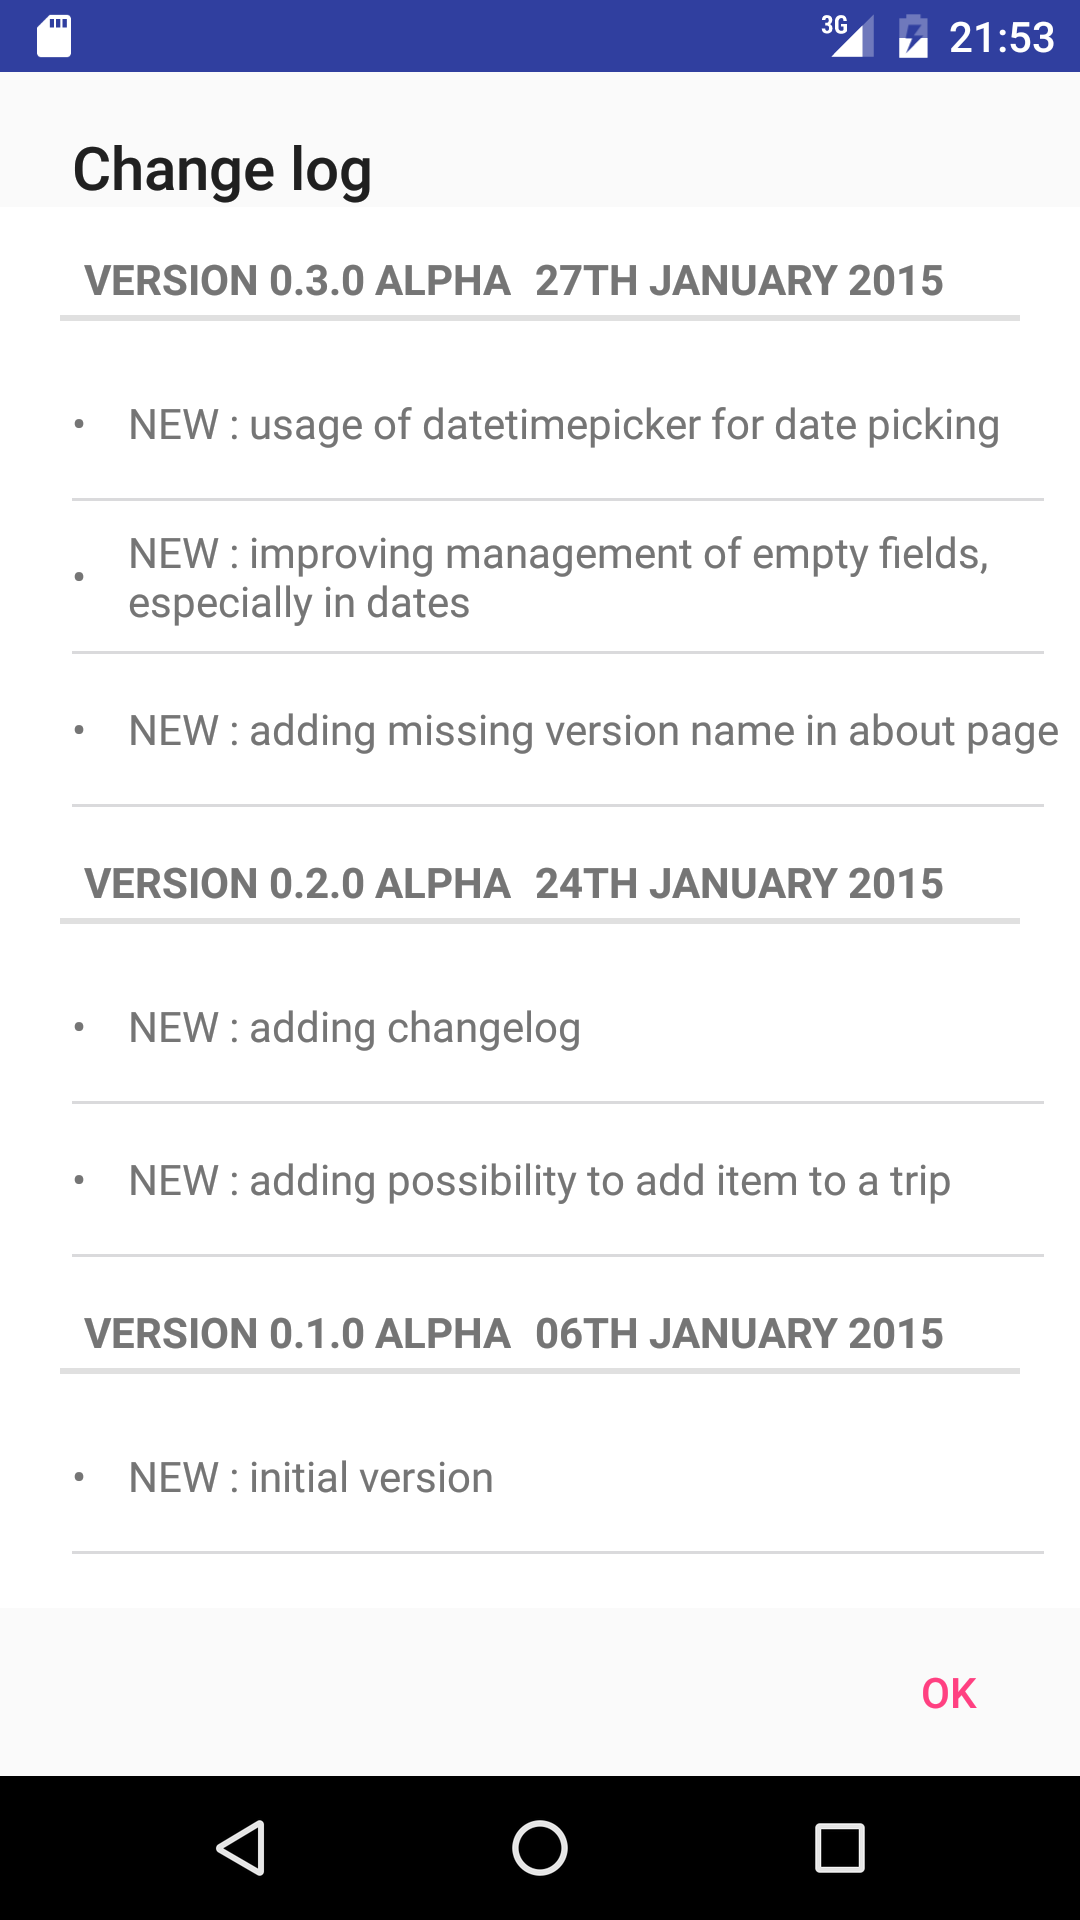 3G 21:53
Change log
VERSION 0.3.0 ALPHA 27TH JANUARY 2015
• NEW : usage of datetimepicker for date picking
• NEW : improving management of empty fields,
especially in dates
• NEW : adding missing version name in about page
VERSION 0.2.0 ALPHA 24TH JANUARY 2015
• NEW : adding changelog
• NEW : adding possibility to add item to a trip
VERSION 0.1.0 ALPHA 06TH JANUARY 2015
• NEW : initial version
OK